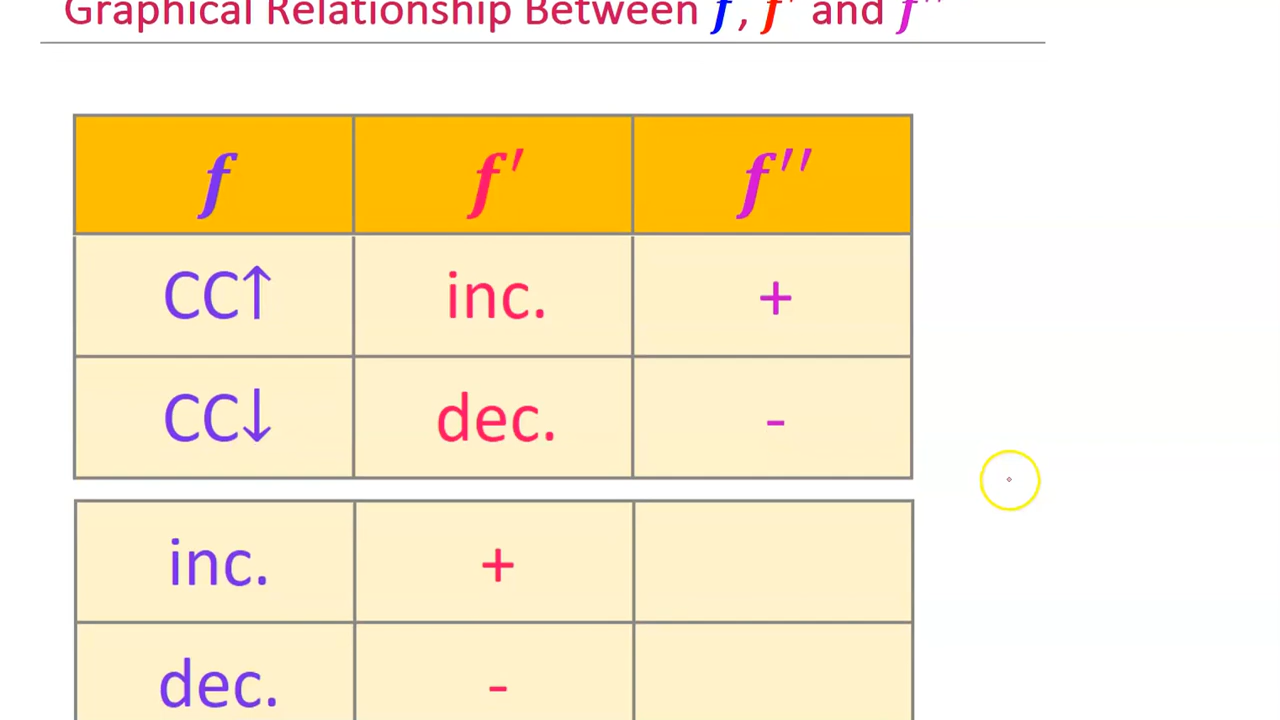 Graphical Relationship Between f, f' and f''
f f' f''
CC↑ inc. +
CC↓ dec. -
inc. +
dec. -